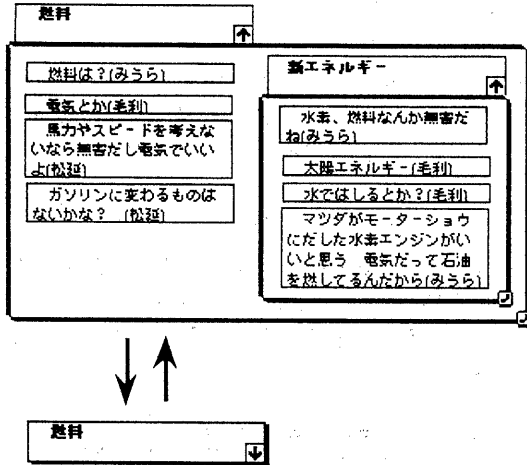 燃料
燃料は？(みうら)
電気とか(毛利)
馬力やスピードを考えな
いなら無害だし電気でいい
よ(松延)
ガソリンに変わるものは
ないかな？ (松延)
新エネルギー
水素、燃料なんか無害だ
ね(みうら)
太陽エネルギー(毛利)
水ではしるとか？(毛利)
マツダがモーターショウ
にだした水素エンジンがい
いと思う 電気だって石油
を燃してるんだから(みうら)
燃料